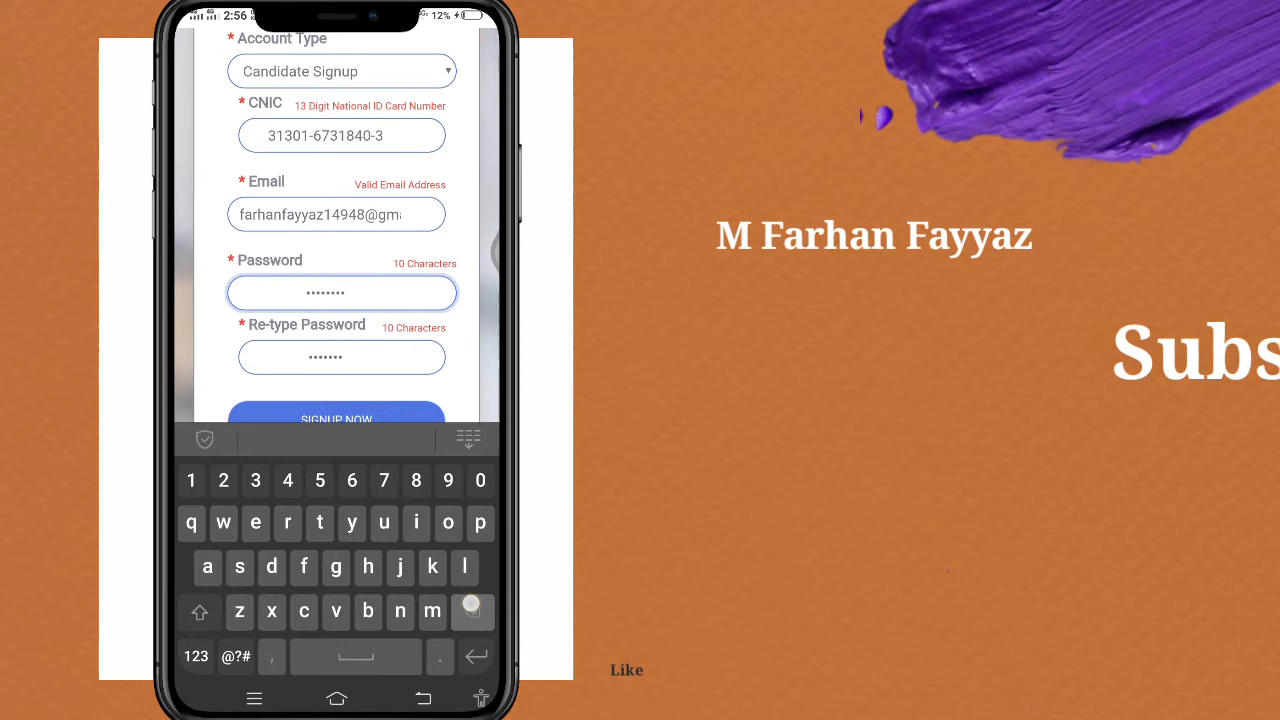 2:56
12%
* Account Type
Candidate Signup
* CNIC 13 Digit National ID Card Number
31301-6731840-3
* Email Valid Email Address
farhanfayyaz14948@gm
* Password 10 Characters
••••••••
* Re-type Password 10 Characters
•••••••
SIGNUP NOW
1 2 3 4 5 6 7 8 9 0
q w e r t y u i o p
a s d f g h j k l
z x c v b n m
123 @?# , .
M Farhan Fayyaz
Subs
Like